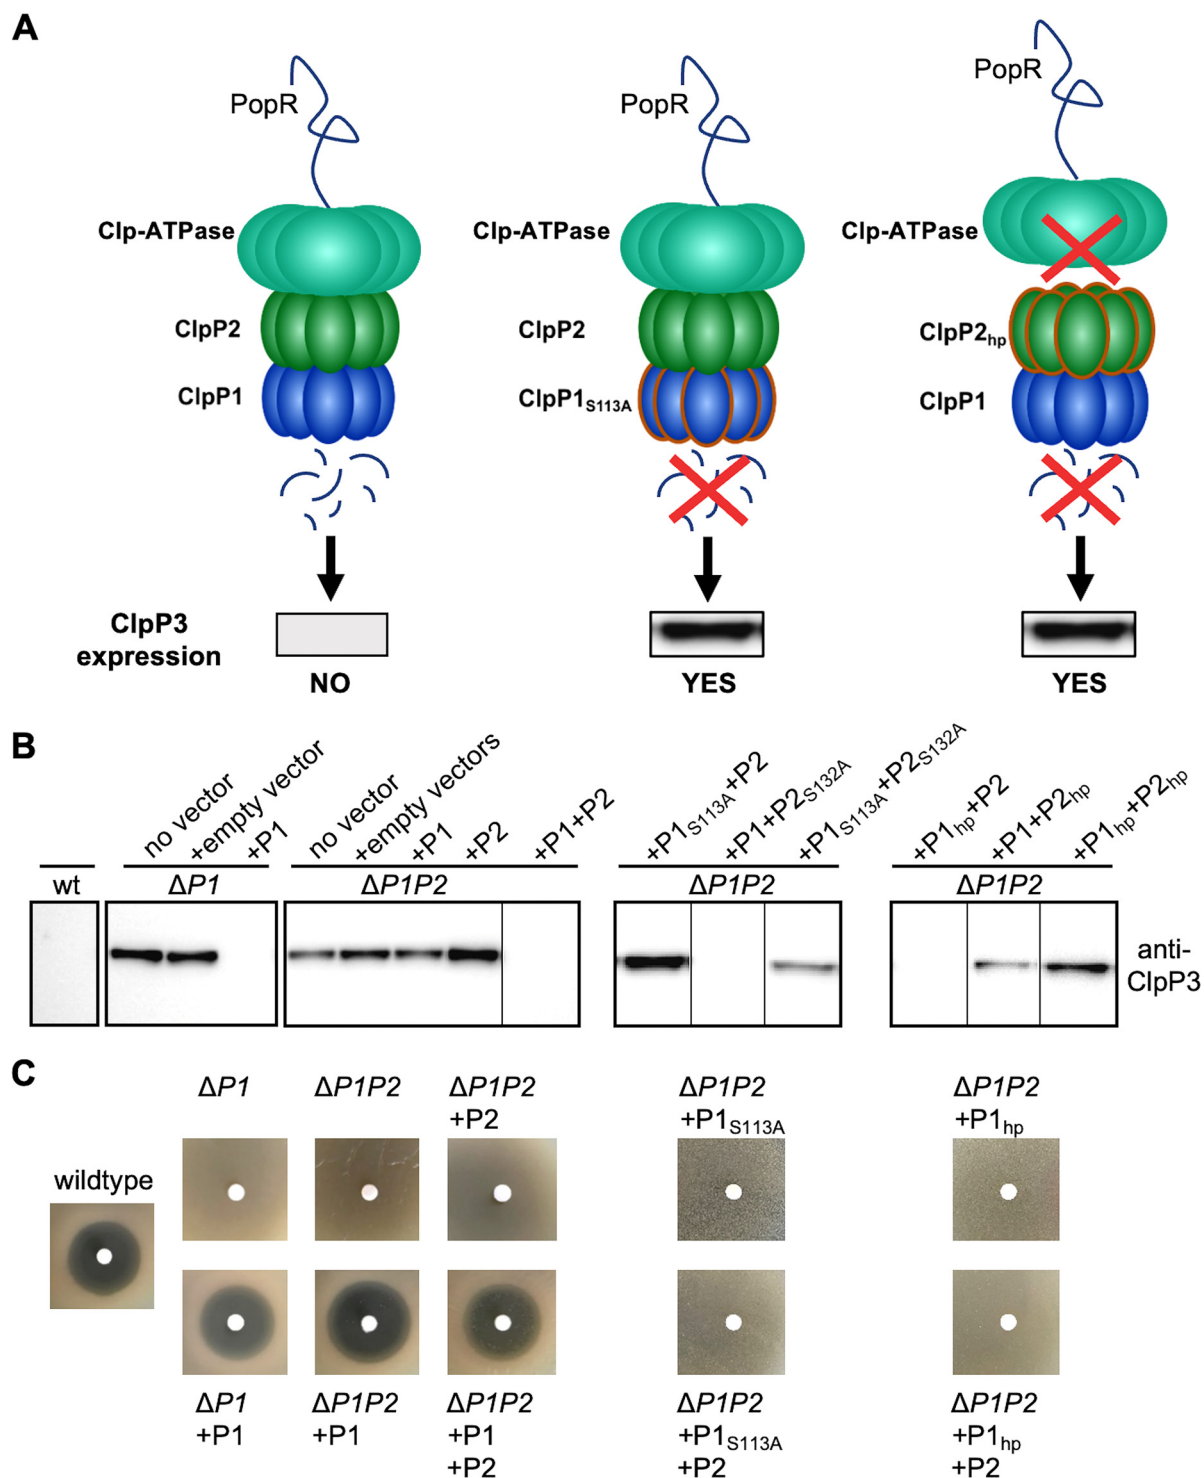 A
PopR
PopR
PopR
Clp-ATPase
Clp-ATPase
Clp-ATPase
ClpP2
ClpP2
ClpP2hp
ClpP1
ClpP1S113A
ClpP1
ClpP3
expression
NO
YES
YES
B
no vector
+empty vector
+P1
no vector
+empty vectors
+P1
+P2
+P1+P2
+P1S113A+P2
+P1+P2S132A
+P1S113A+P2S132A
+P1hp+P2
+P1+P2hp
+P1hp+P2hp
wt
ΔP1
ΔP1P2
ΔP1P2
ΔP1P2
anti-
ClpP3
C
ΔP1
ΔP1P2
ΔP1P2
+P2
ΔP1P2
+P1S113A
ΔP1P2
+P1hp
wildtype
ΔP1
+P1
ΔP1P2
+P1
ΔP1P2
+P1
+P2
ΔP1P2
+P1S113A
+P2
ΔP1P2
+P1hp
+P2